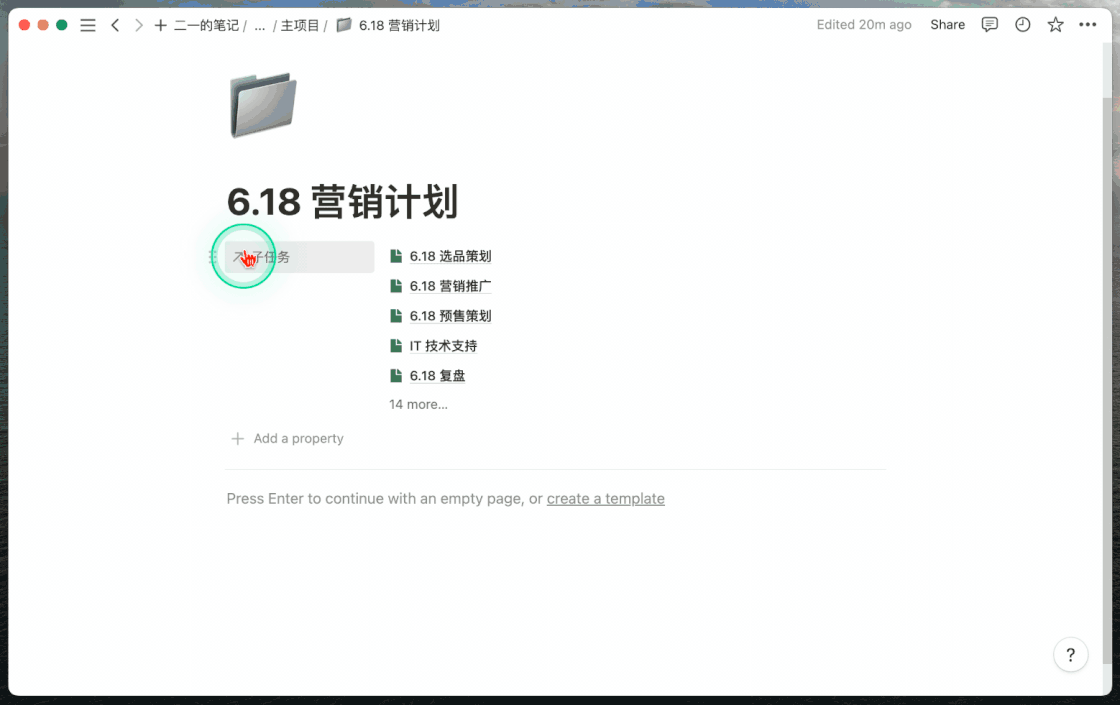 二一的笔记 / ... / 主项目 / 6.18 营销计划
Edited 20m ago Share
6.18 营销计划
子任务
6.18 选品策划
6.18 营销推广
6.18 预售策划
IT 技术支持
6.18 复盘
14 more...
Add a property
Press Enter to continue with an empty page, or create a template
?